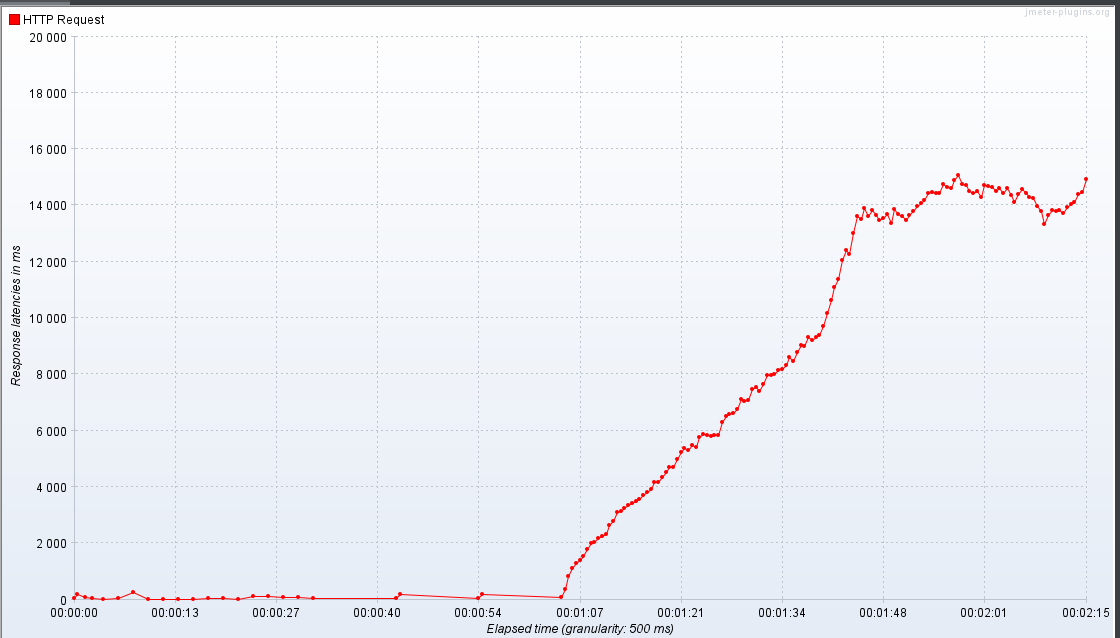 jmeter-plugins.org
HTTP Request
20 000
18 000
16 000
14 000
12 000
10 000
8 000
6 000
4 000
2 000
0
Response latencies in ms
00:00:00 00:00:13 00:00:27 00:00:40 00:00:54 00:01:07 00:01:21 00:01:34 00:01:48 00:02:01 00:02:15
Elapsed time (granularity: 500 ms)